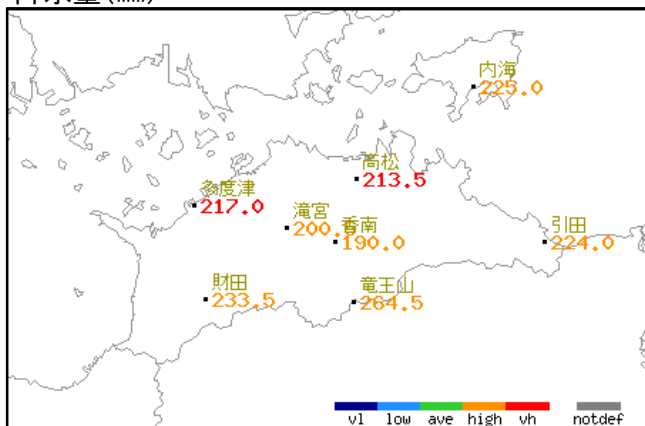 内海
225.0
高松
213.5
多度津
217.0
滝宮
200.
香南
190.0
引田
224.0
財田
233.5
竜王山
264.5
vl low ave high vh notdef